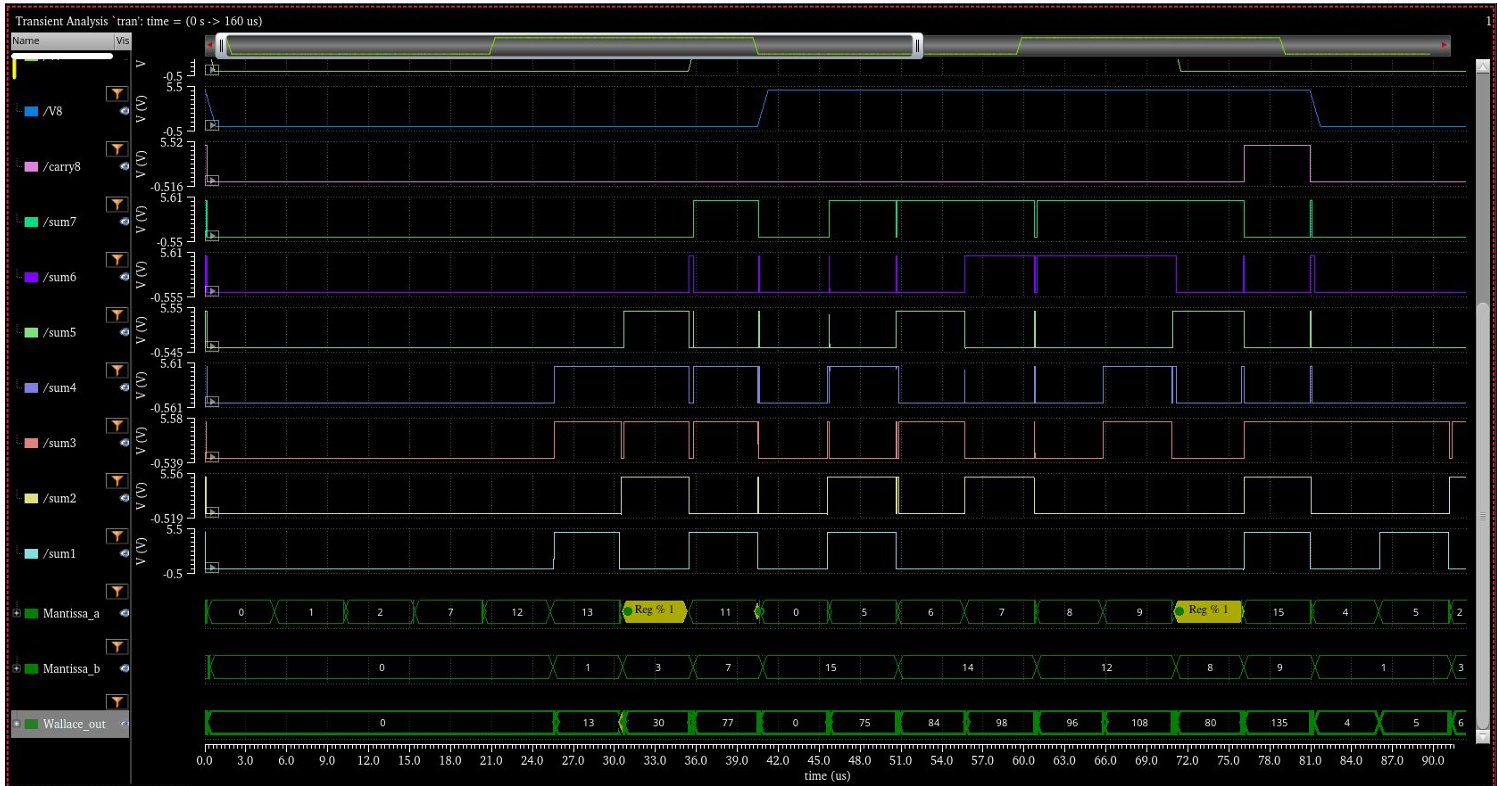 Transient Analysis `tran': time = (0 s -> 160 us)
1
Name Vis
V (V) -0.5
/V8 V (V) 5.5 -0.5
/carry8 V (V) 5.52 -0.516
/sum7 V (V) 5.61 -0.55
/sum6 V (V) 5.61 -0.555
/sum5 V (V) 5.55 -0.545
/sum4 V (V) 5.61 -0.561
/sum3 V (V) 5.58 -0.539
/sum2 V (V) 5.56 -0.519
/sum1 V (V) 5.5 -0.5
Mantissa_a 0 1 2 7 12 13 Reg % 1 11 0 5 6 7 8 9 Reg % 1 15 4 5 2
Mantissa_b 0 1 3 7 15 14 12 8 9 1 3
Wallace_out 0 13 30 77 0 75 84 98 96 108 80 135 4 5 6
0.0 3.0 6.0 9.0 12.0 15.0 18.0 21.0 24.0 27.0 30.0 33.0 36.0 39.0 42.0 45.0 48.0 51.0 54.0 57.0 60.0 63.0 66.0 69.0 72.0 75.0 78.0 81.0 84.0 87.0 90.0
time (us)